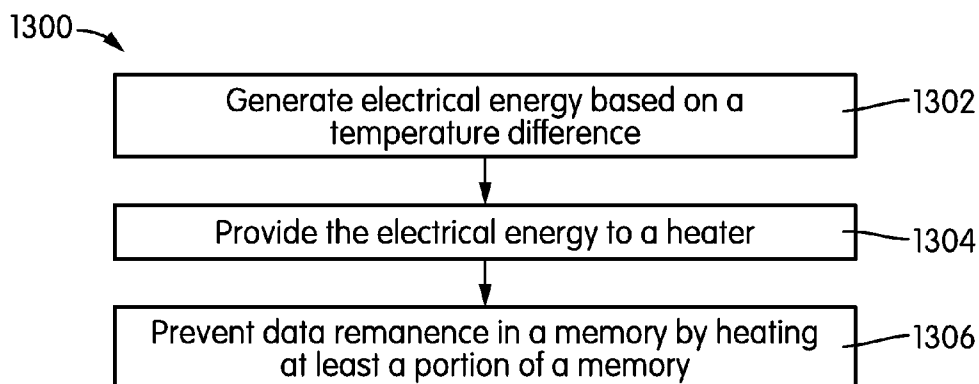 1300
Generate electrical energy based on a
temperature difference
1302
Provide the electrical energy to a heater
1304
Prevent data remanence in a memory by heating
at least a portion of a memory
1306